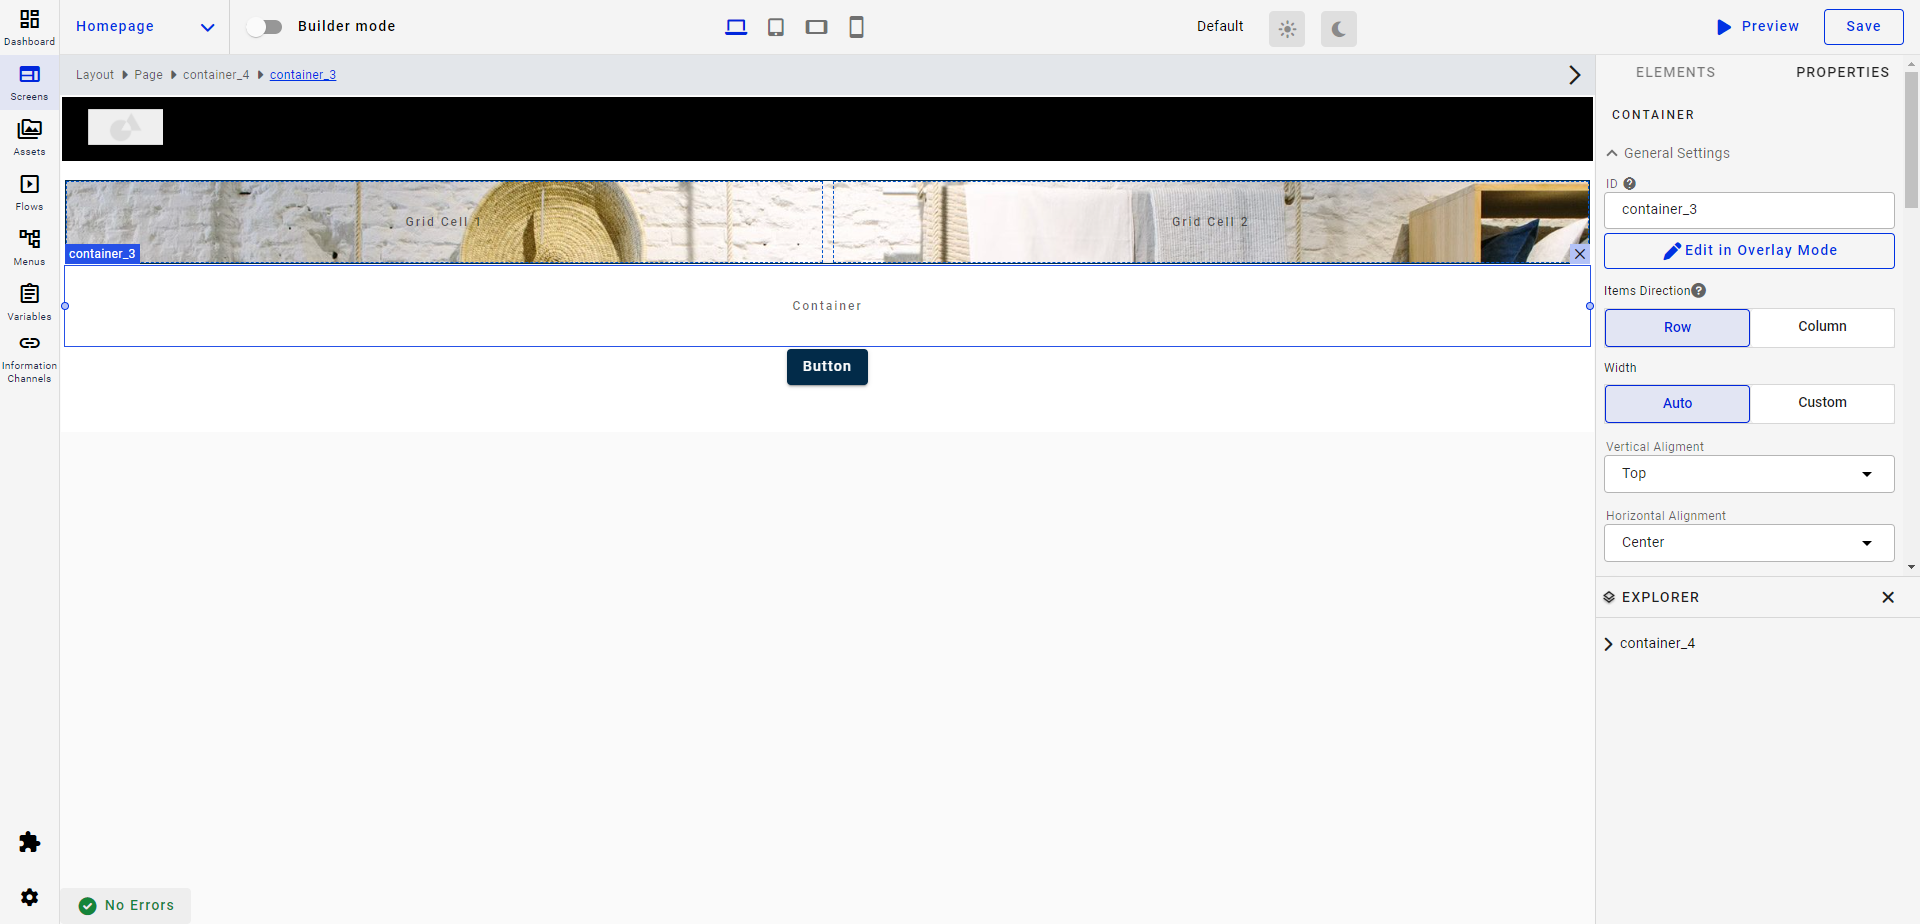 Dashboard
Screens
Assets
Flows
Menus
Variables
Information
Channels
Homepage
Builder mode
Default
Preview
Save
Layout Page container_4 container_3
Grid Cell 1
Grid Cell 2
container_3
Container
Button
No Errors
ELEMENTS
PROPERTIES
CONTAINER
General Settings
ID
container_3
Edit in Overlay Mode
Items Direction
Row
Column
Width
Auto
Custom
Vertical Aligment
Top
Horizontal Alignment
Center
EXPLORER
container_4